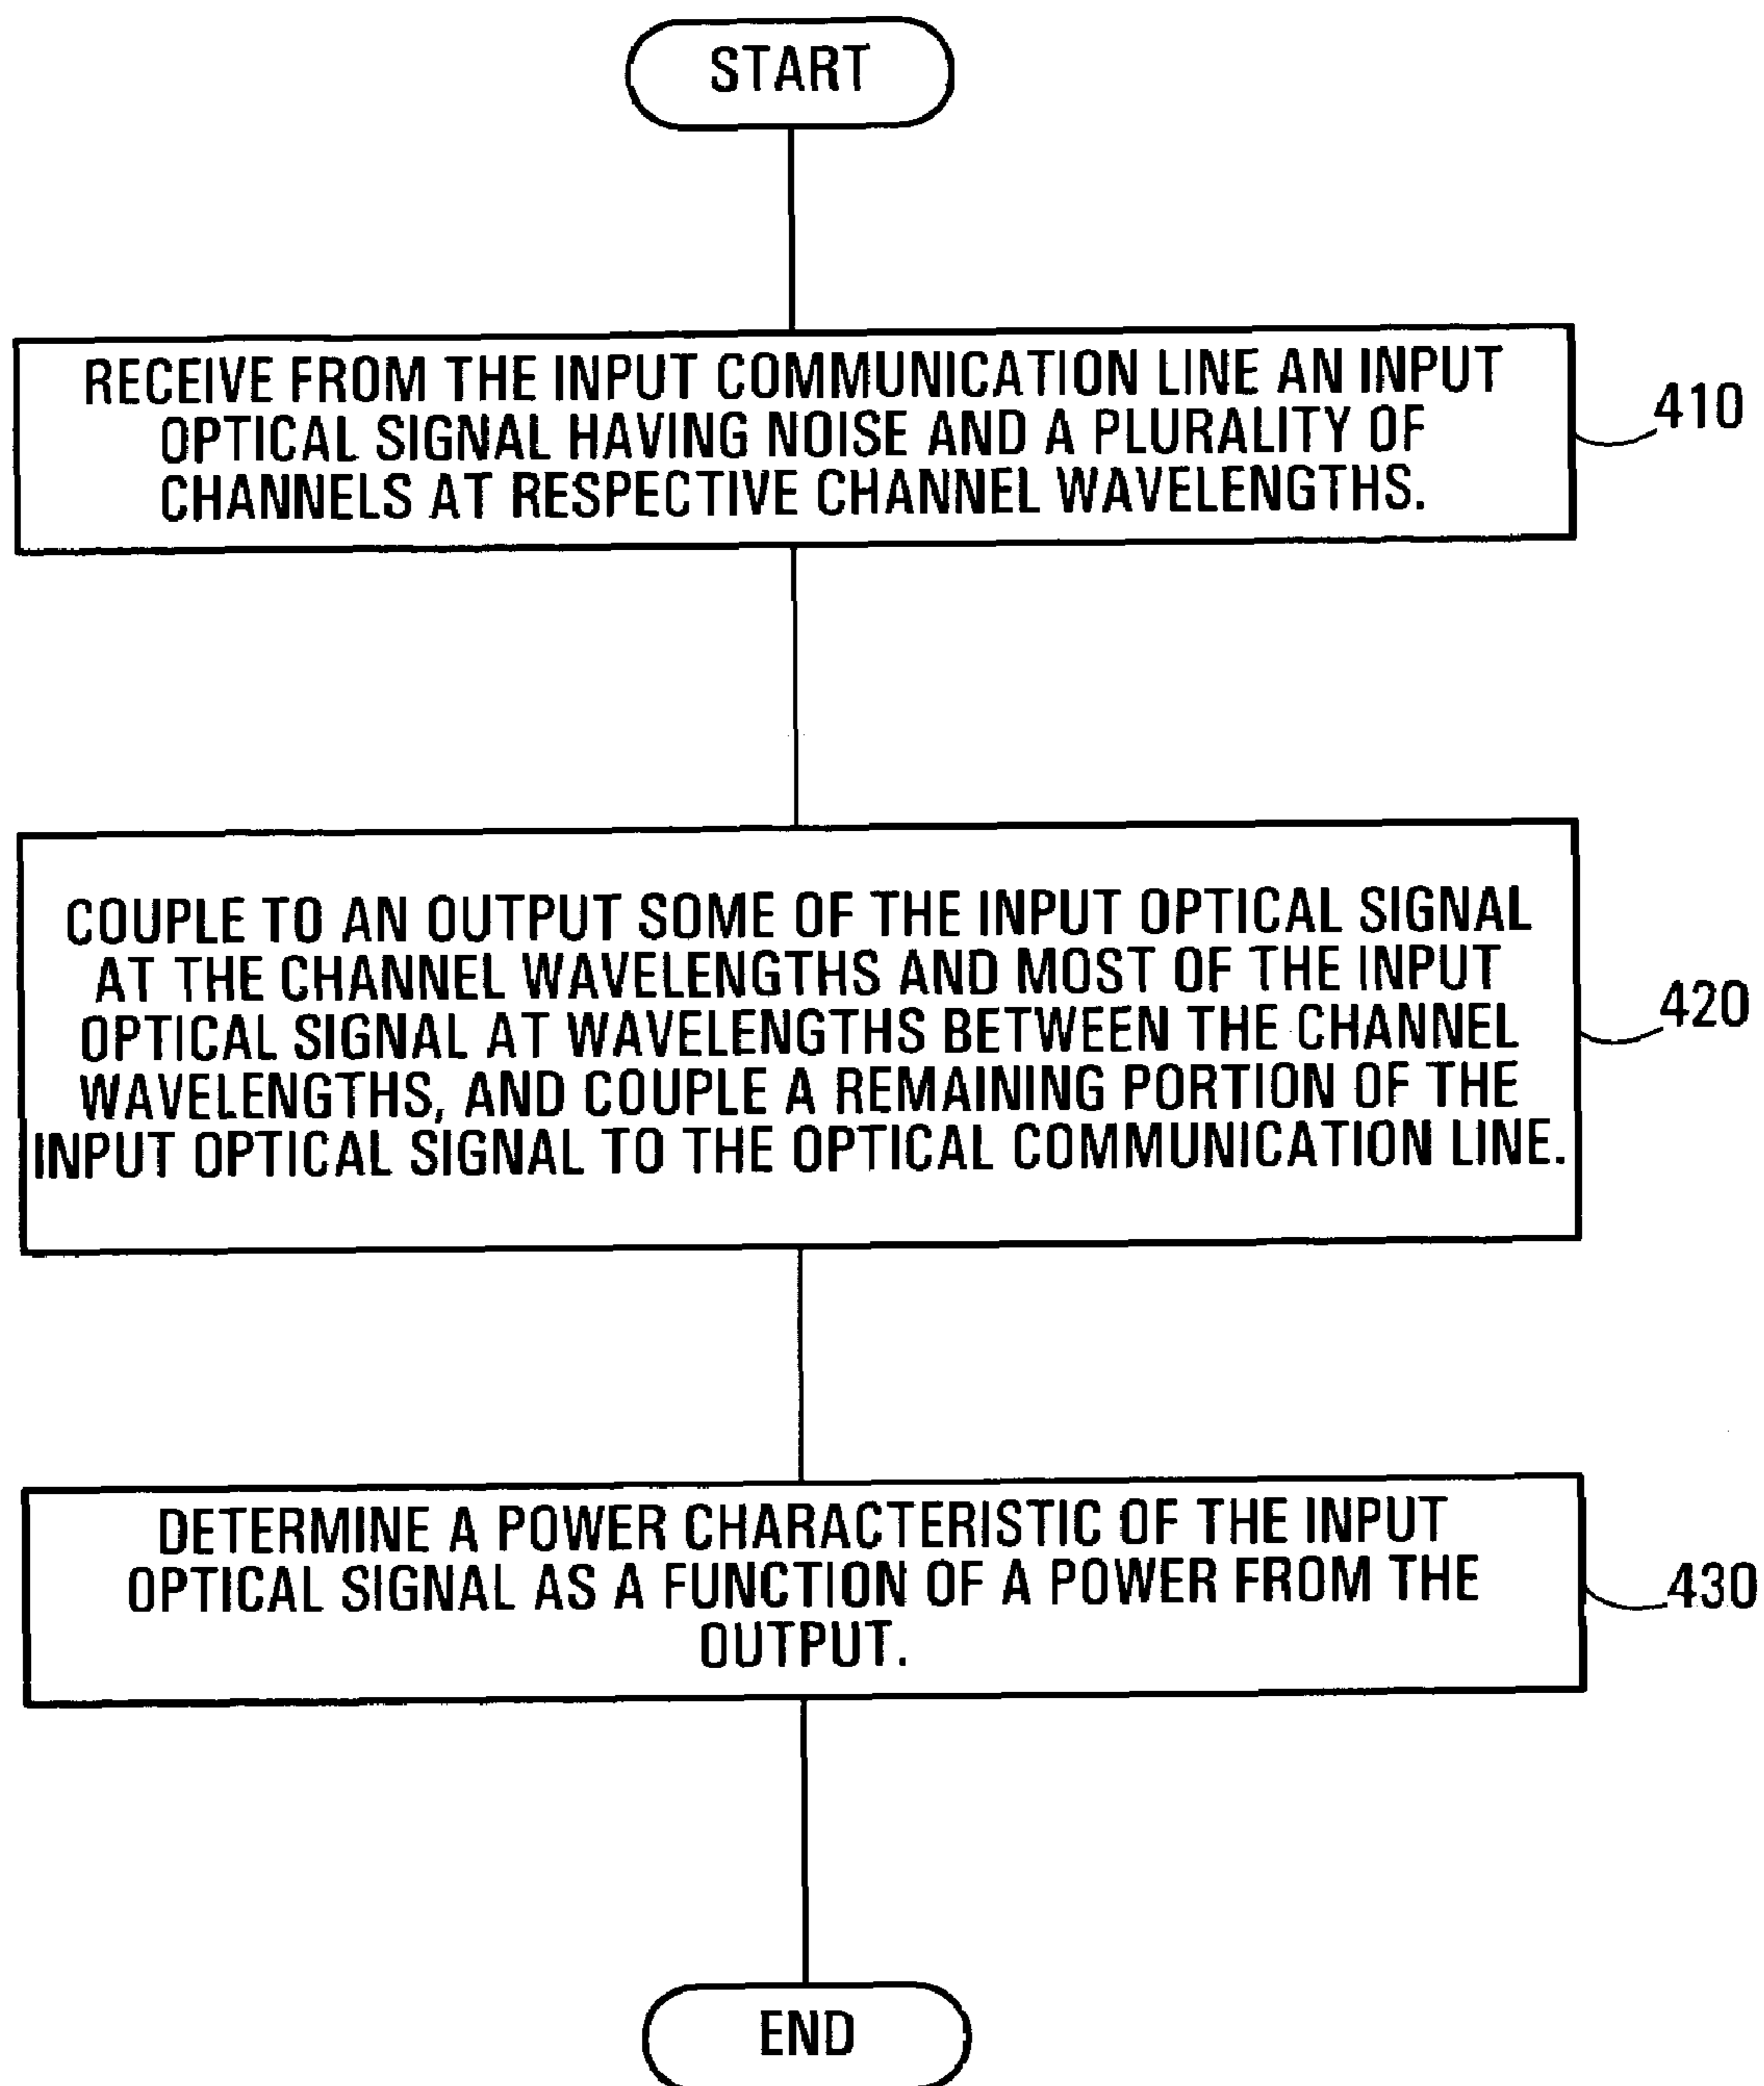 START
RECEIVE FROM THE INPUT COMMUNICATION LINE AN INPUT
OPTICAL SIGNAL HAVING NOISE AND A PLURALITY OF
CHANNELS AT RESPECTIVE CHANNEL WAVELENGTHS.
410
COUPLE TO AN OUTPUT SOME OF THE INPUT OPTICAL SIGNAL
AT THE CHANNEL WAVELENGTHS AND MOST OF THE INPUT
OPTICAL SIGNAL AT WAVELENGTHS BETWEEN THE CHANNEL
WAVELENGTHS, AND COUPLE A REMAINING PORTION OF THE
INPUT OPTICAL SIGNAL TO THE OPTICAL COMMUNICATION LINE.
420
DETERMINE A POWER CHARACTERISTIC OF THE INPUT
OPTICAL SIGNAL AS A FUNCTION OF A POWER FROM THE
OUTPUT.
430
END